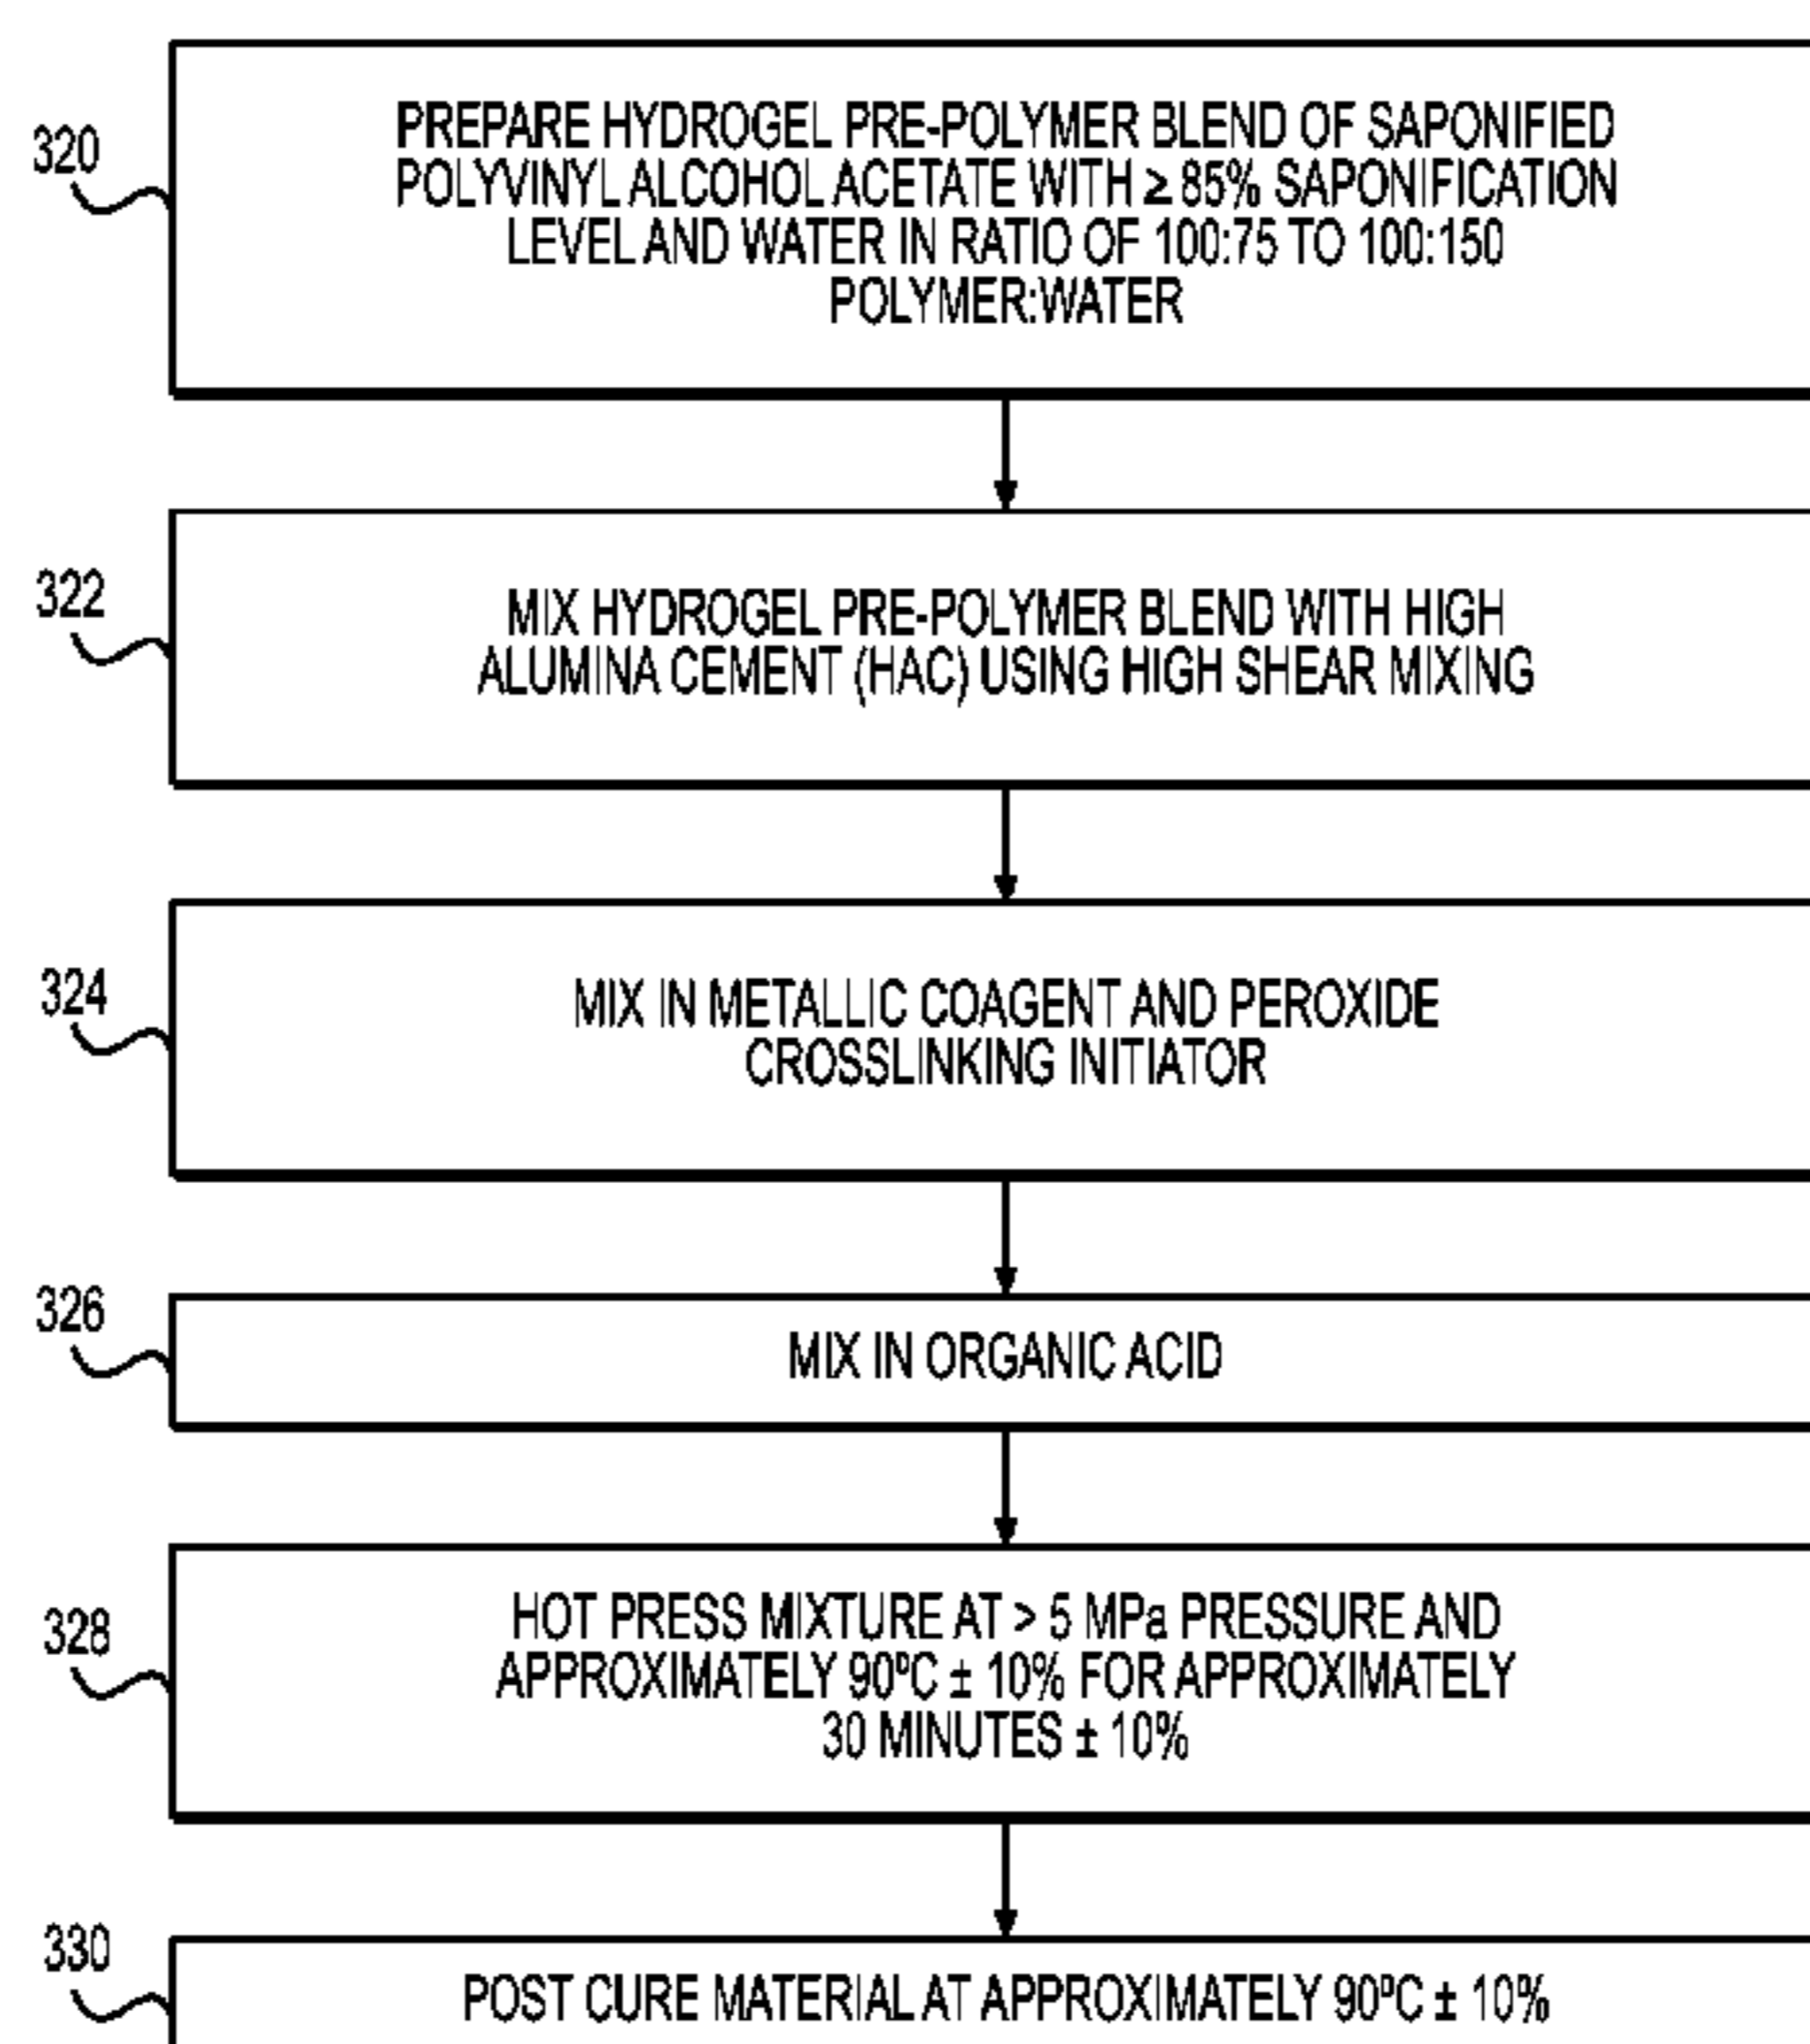 320
PREPARE HYDROGEL PRE-POLYMER BLEND OF SAPONIFIED
POLYVINYL ALCOHOL ACETATE WITH ≥ 85% SAPONIFICATION
LEVEL AND WATER IN RATIO OF 100:75 TO 100:150
POLYMER:WATER
322
MIX HYDROGEL PRE-POLYMER BLEND WITH HIGH
ALUMINA CEMENT (HAC) USING HIGH SHEAR MIXING
324
MIX IN METALLIC COAGENT AND PEROXIDE
CROSSLINKING INITIATOR
326
MIX IN ORGANIC ACID
328
HOT PRESS MIXTURE AT > 5 MPa PRESSURE AND
APPROXIMATELY 90ºC ± 10% FOR APPROXIMATELY
30 MINUTES ± 10%
330
POST CURE MATERIAL AT APPROXIMATELY 90ºC ± 10%